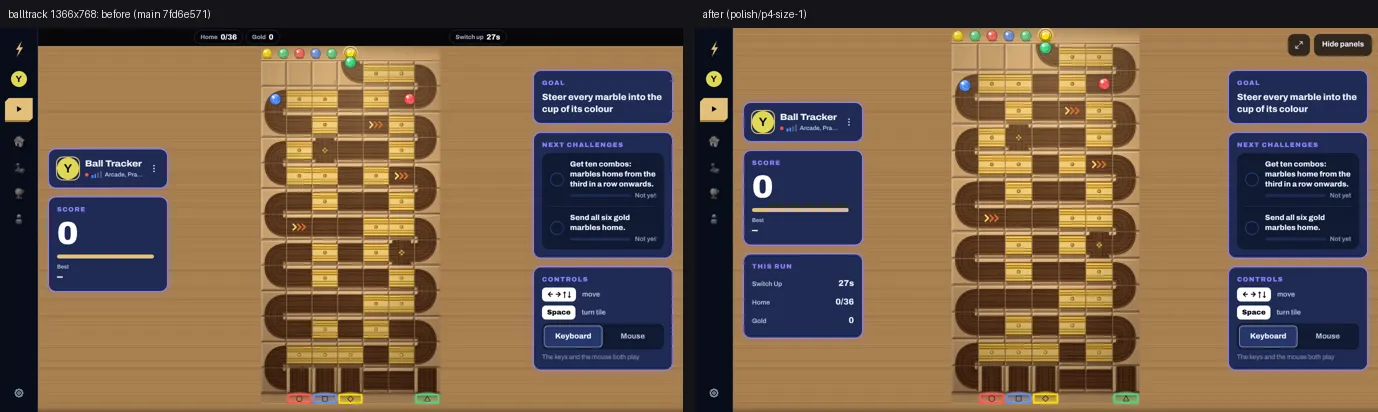 balltrack 1366x768: before (main 7fd6e571)
Home 0/36 Gold 0 Switch up 27s
Y
Y
Ball Tracker
Arcade, Pra...
SCORE
0
Best
–
GOAL
Steer every marble into the
cup of its colour
NEXT CHALLENGES
Get ten combos:
marbles home from the
third in a row onwards.
Not yet
Send all six gold
marbles home.
Not yet
CONTROLS
←→↑↓ move
Space turn tile
Keyboard Mouse
The keys and the mouse both play
after (polish/p4-size-1)
Hide panels
Y
Y
Ball Tracker
Arcade, Pra...
SCORE
0
Best
–
THIS RUN
Switch Up 27s
Home 0/36
Gold 0
GOAL
Steer every marble into the
cup of its colour
NEXT CHALLENGES
Get ten combos:
marbles home from the
third in a row onwards.
Not yet
Send all six gold
marbles home.
Not yet
CONTROLS
←→↑↓ move
Space turn tile
Keyboard Mouse
The keys and the mouse both play